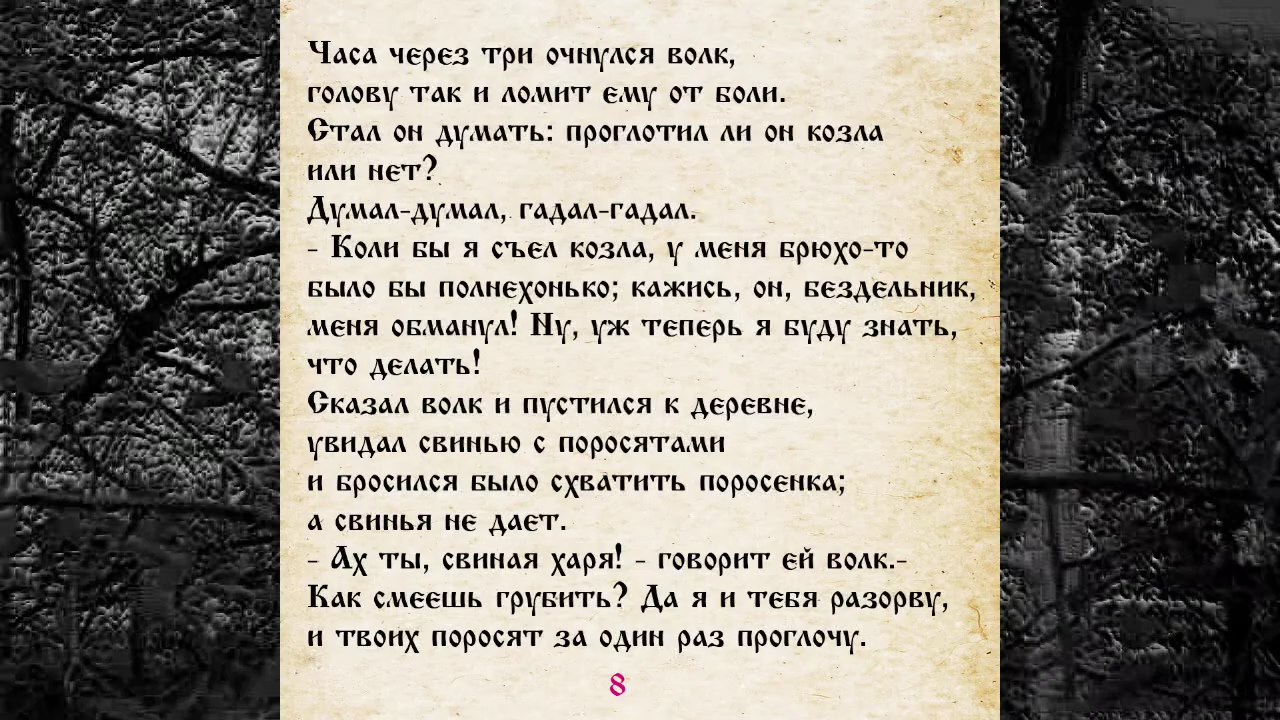 Часа через три очнулся волк,
голову так и ломит ему от боли.
Стал он думать: проглотил ли он козла
или нет?
Думал-думал, гадал-гадал.
- Коли бы я съел козла, у меня брюхо-то
было бы полнехонько; кажись, он, бездельник,
меня обманул! Ну, уж теперь я буду знать,
что делать!
Сказал волк и пустился к деревне,
увидал свинью с поросятами
и бросился было схватить поросенка;
а свинья не дает.
- Ах ты, свиная харя! - говорит ей волк.-
Как смеешь грубить? Да я и тебя разорву,
и твоих поросят за один раз проглочу.
8